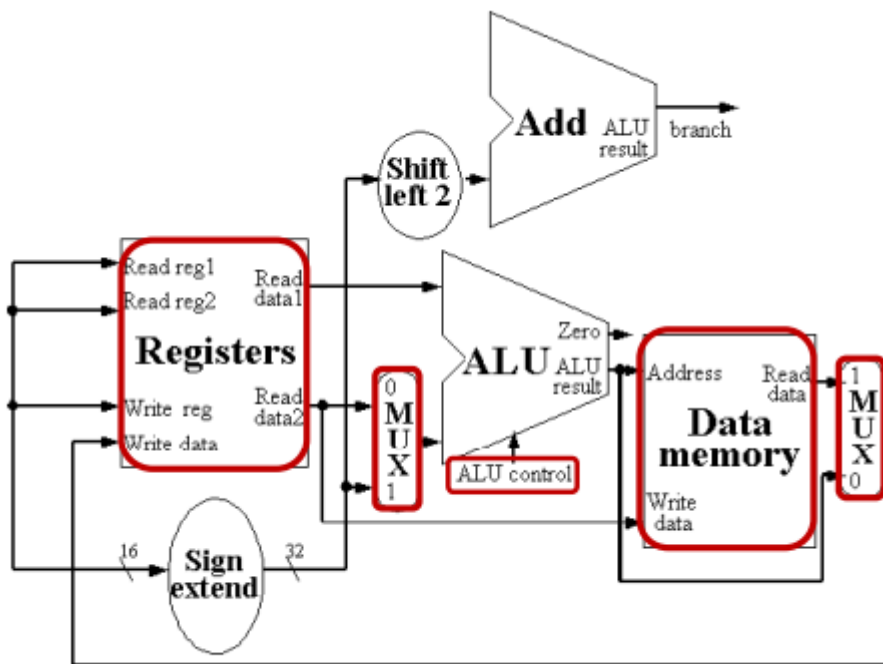 Add
ALU
result
branch
Shift
left 2
Read reg1
Read
data1
Read reg2
Registers
Write reg
Read
data2
Write data
0
M
U
X
1
Zero
ALU
ALU
result
ALU control
Address
Read
data
Data
memory
Write
data
1
M
U
X
0
16
Sign
extend
32